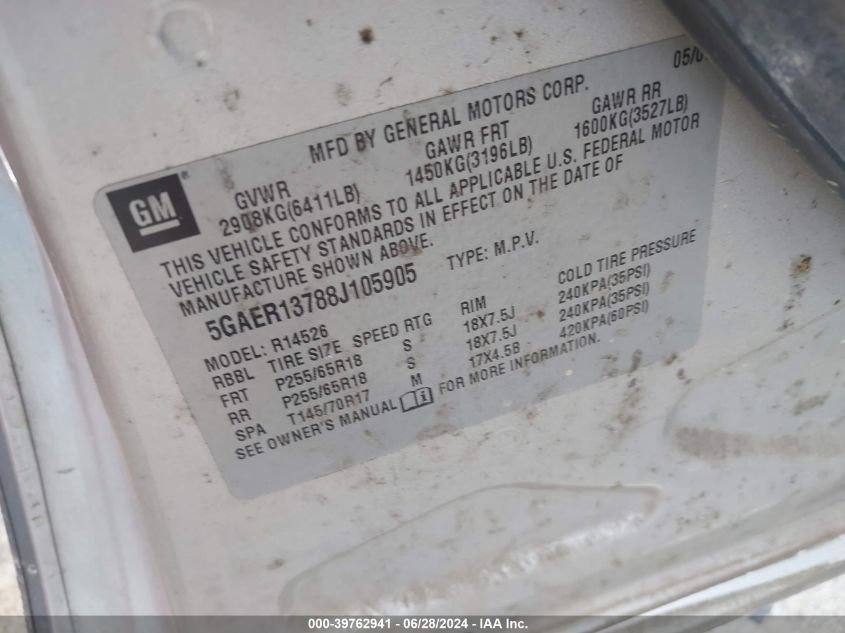 05/0
MFD BY GENERAL MOTORS CORP.
GM
GVWR GAWR FRT GAWR RR
2908KG(6411LB) 1450KG(3196LB) 1600KG(3527LB)
THIS VEHICLE CONFORMS TO ALL APPLICABLE U.S. FEDERAL MOTOR
VEHICLE SAFETY STANDARDS IN EFFECT ON THE DATE OF
MANUFACTURE SHOWN ABOVE.
5GAER13788J105905 TYPE: M.P.V.
MODEL: R14526
RBBL TIRE SIZE SPEED RTG RIM COLD TIRE PRESSURE
FRT P255/65R18 S 18X7.5J 240KPA(35PSI)
RR P255/65R18 S 18X7.5J 240KPA(35PSI)
SPA T145/70R17 M 17X4.5B 420KPA(60PSI)
SEE OWNER'S MANUAL FOR MORE INFORMATION.
000-39762941 - 06/28/2024 - IAA Inc.